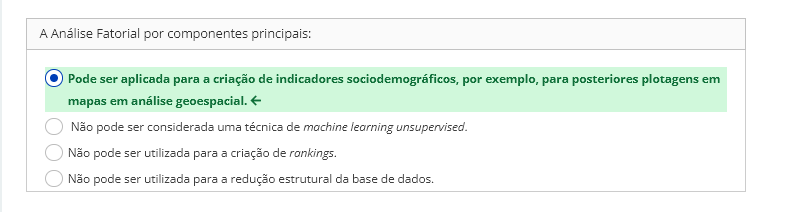 A Análise Fatorial por componentes principais:
Pode ser aplicada para a criação de indicadores sociodemográficos, por exemplo, para posteriores plotagens em
mapas em análise geoespacial. ←
Não pode ser considerada uma técnica de machine learning unsupervised.
Não pode ser utilizada para a criação de rankings.
Não pode ser utilizada para a redução estrutural da base de dados.